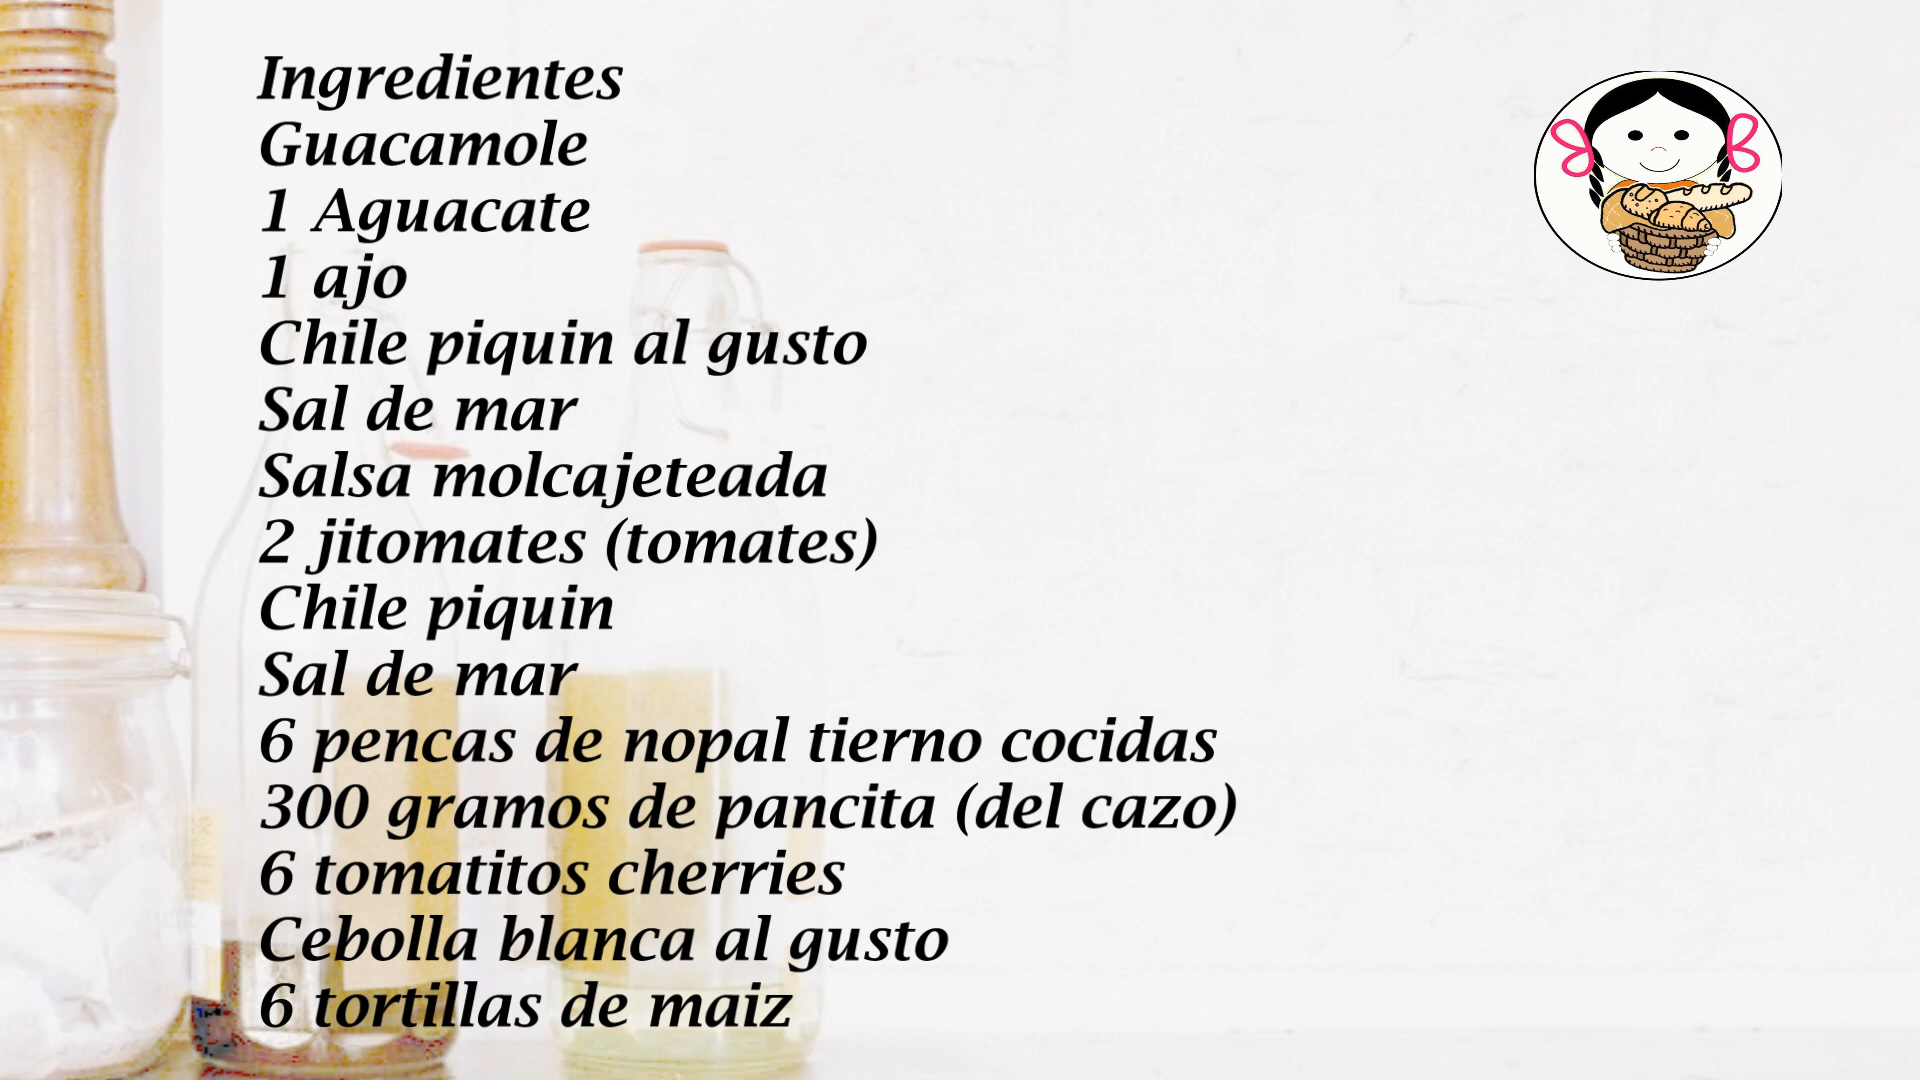 Ingredientes
Guacamole
1 Aguacate
1 ajo
Chile piquin al gusto
Sal de mar
Salsa molcajeteada
2 jitomates (tomates)
Chile piquin
Sal de mar
6 pencas de nopal tierno cocidas
300 gramos de pancita (del cazo)
6 tomatitos cherries
Cebolla blanca al gusto
6 tortillas de maiz